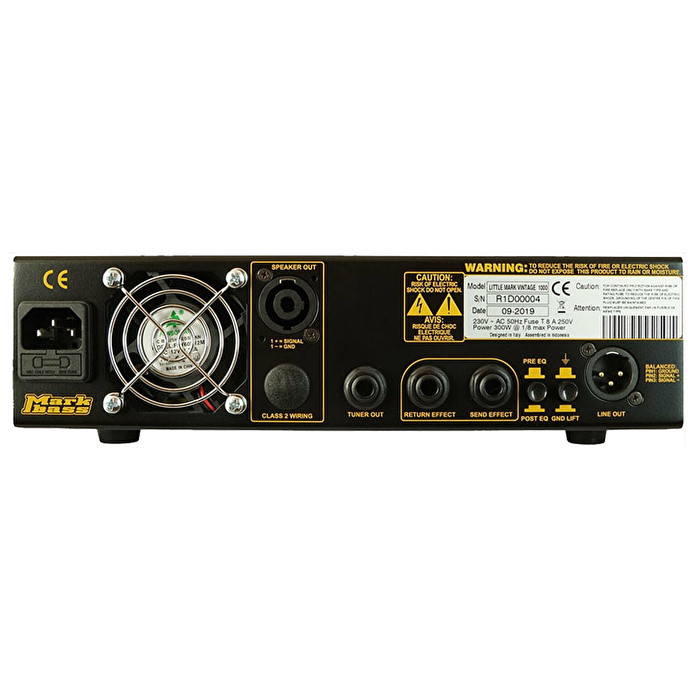 CE
Mark
bass
MADE IN CHINA
SPEAKER OUT
1 + = SIGNAL
1 - = GND
CLASS 2 WIRING
TUNER OUT
CAUTION:
RISK OF ELECTRIC
SHOCK DO NOT OPEN.
AVIS:
RISQUE DE CHOC
ELECTRIQUE
NE PAS OUVRIR.
RETURN EFFECT
SEND EFFECT
WARNING: • TO REDUCE THE RISK OF FIRE OR ELECTRIC SHOCK
• DO NOT EXPOSE THIS PRODUCT TO RAIN OR MOISTURE.
Model LITTLE MARK VINTAGE 1000
S/N R1D00004
Date 09-2019
230V ~ AC 50Hz Fuse T 8 A 250V
Power 300W @ 1/8 max Power
Designed in Italy Assembled in Indonesia
Caution:
Attention:
PRE EQ
POST EQ
GND LIFT
LINE OUT
BALANCED:
PIN1: GROUND
PIN2: SIGNAL +
PIN3: SIGNAL -